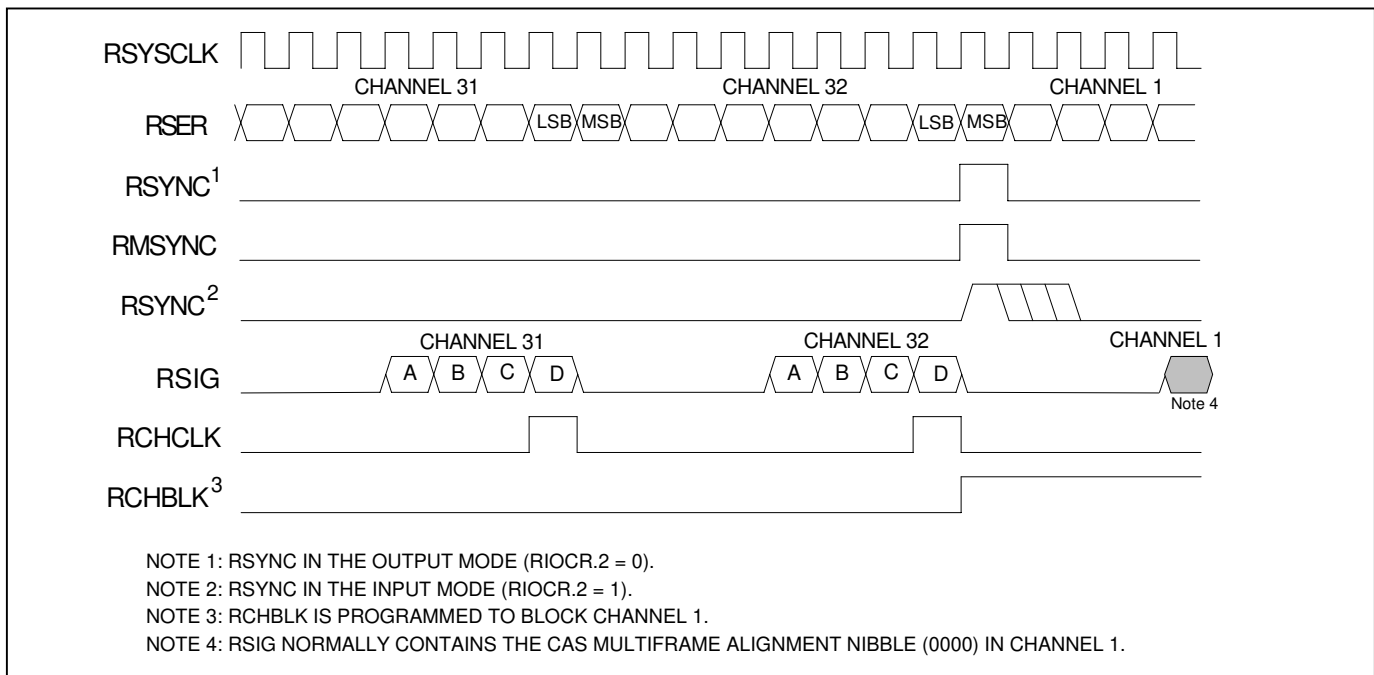 RSYSCLK
CHANNEL 31 CHANNEL 32 CHANNEL 1
RSER LSB MSB LSB MSB
RSYNC1
RMSYNC
RSYNC2
CHANNEL 31 CHANNEL 32 CHANNEL 1
RSIG A B C D A B C D
Note 4
RCHCLK
RCHBLK3
NOTE 1: RSYNC IN THE OUTPUT MODE (RIOCR.2 = 0).
NOTE 2: RSYNC IN THE INPUT MODE (RIOCR.2 = 1).
NOTE 3: RCHBLK IS PROGRAMMED TO BLOCK CHANNEL 1.
NOTE 4: RSIG NORMALLY CONTAINS THE CAS MULTIFRAME ALIGNMENT NIBBLE (0000) IN CHANNEL 1.